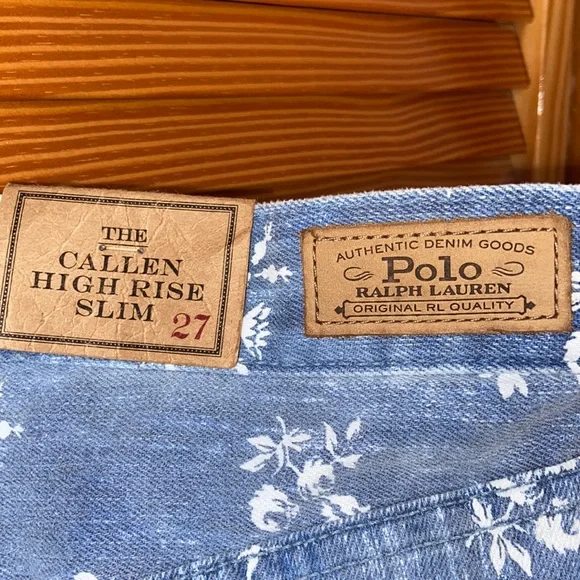 THE
CALLEN
HIGH RISE
SLIM 27
AUTHENTIC DENIM GOODS
Polo
RALPH LAUREN
ORIGINAL RL QUALITY